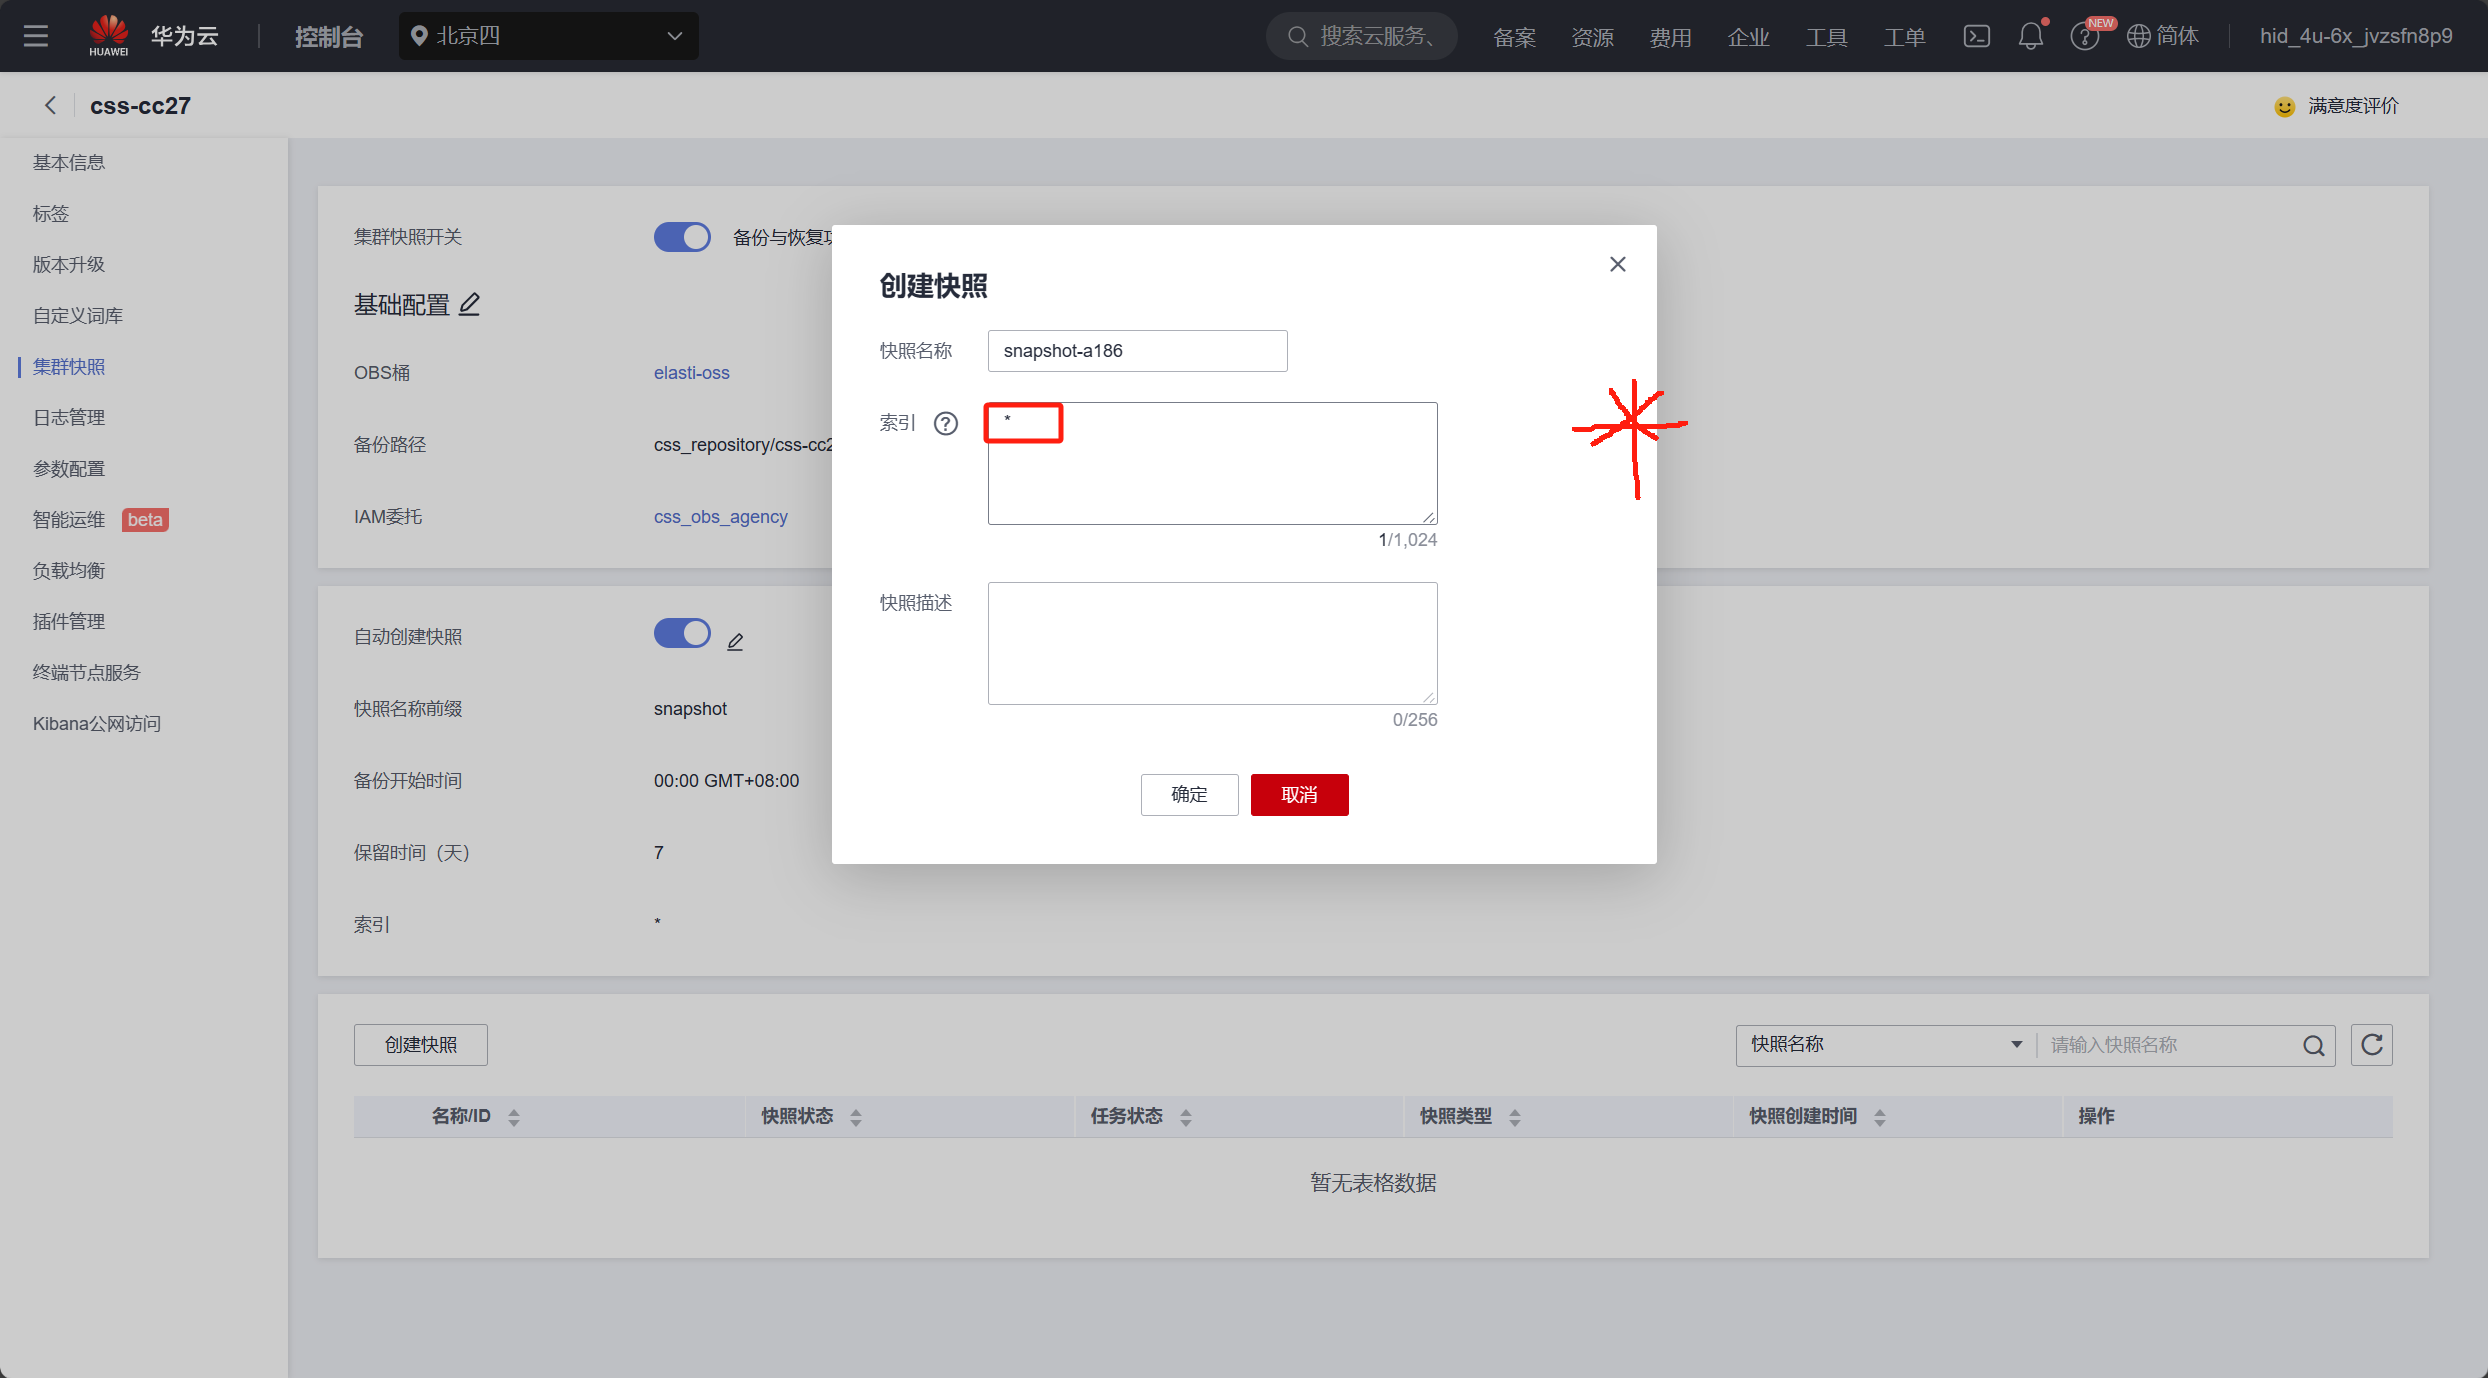 HUAWEI
华为云
控制台
北京四
搜索云服务、
备案
资源
费用
企业
工具
工单
NEW
简体
hid_4u-6x_jvzsfn8p9
css-cc27
满意度评价
基本信息
标签
版本升级
自定义词库
集群快照
日志管理
参数配置
智能运维 beta
负载均衡
插件管理
终端节点服务
Kibana公网访问
集群快照开关
备份与恢复
基础配置
OBS桶
elasti-oss
备份路径
css_repository/css-cc2
IAM委托
css_obs_agency
自动创建快照
快照名称前缀
snapshot
备份开始时间
00:00 GMT+08:00
保留时间（天）
7
索引
*
创建快照
快照名称
snapshot-a186
索引
*
1/1,024
快照描述
0/256
确定
取消
创建快照
快照名称
请输入快照名称
名称/ID
快照状态
任务状态
快照类型
快照创建时间
操作
暂无表格数据